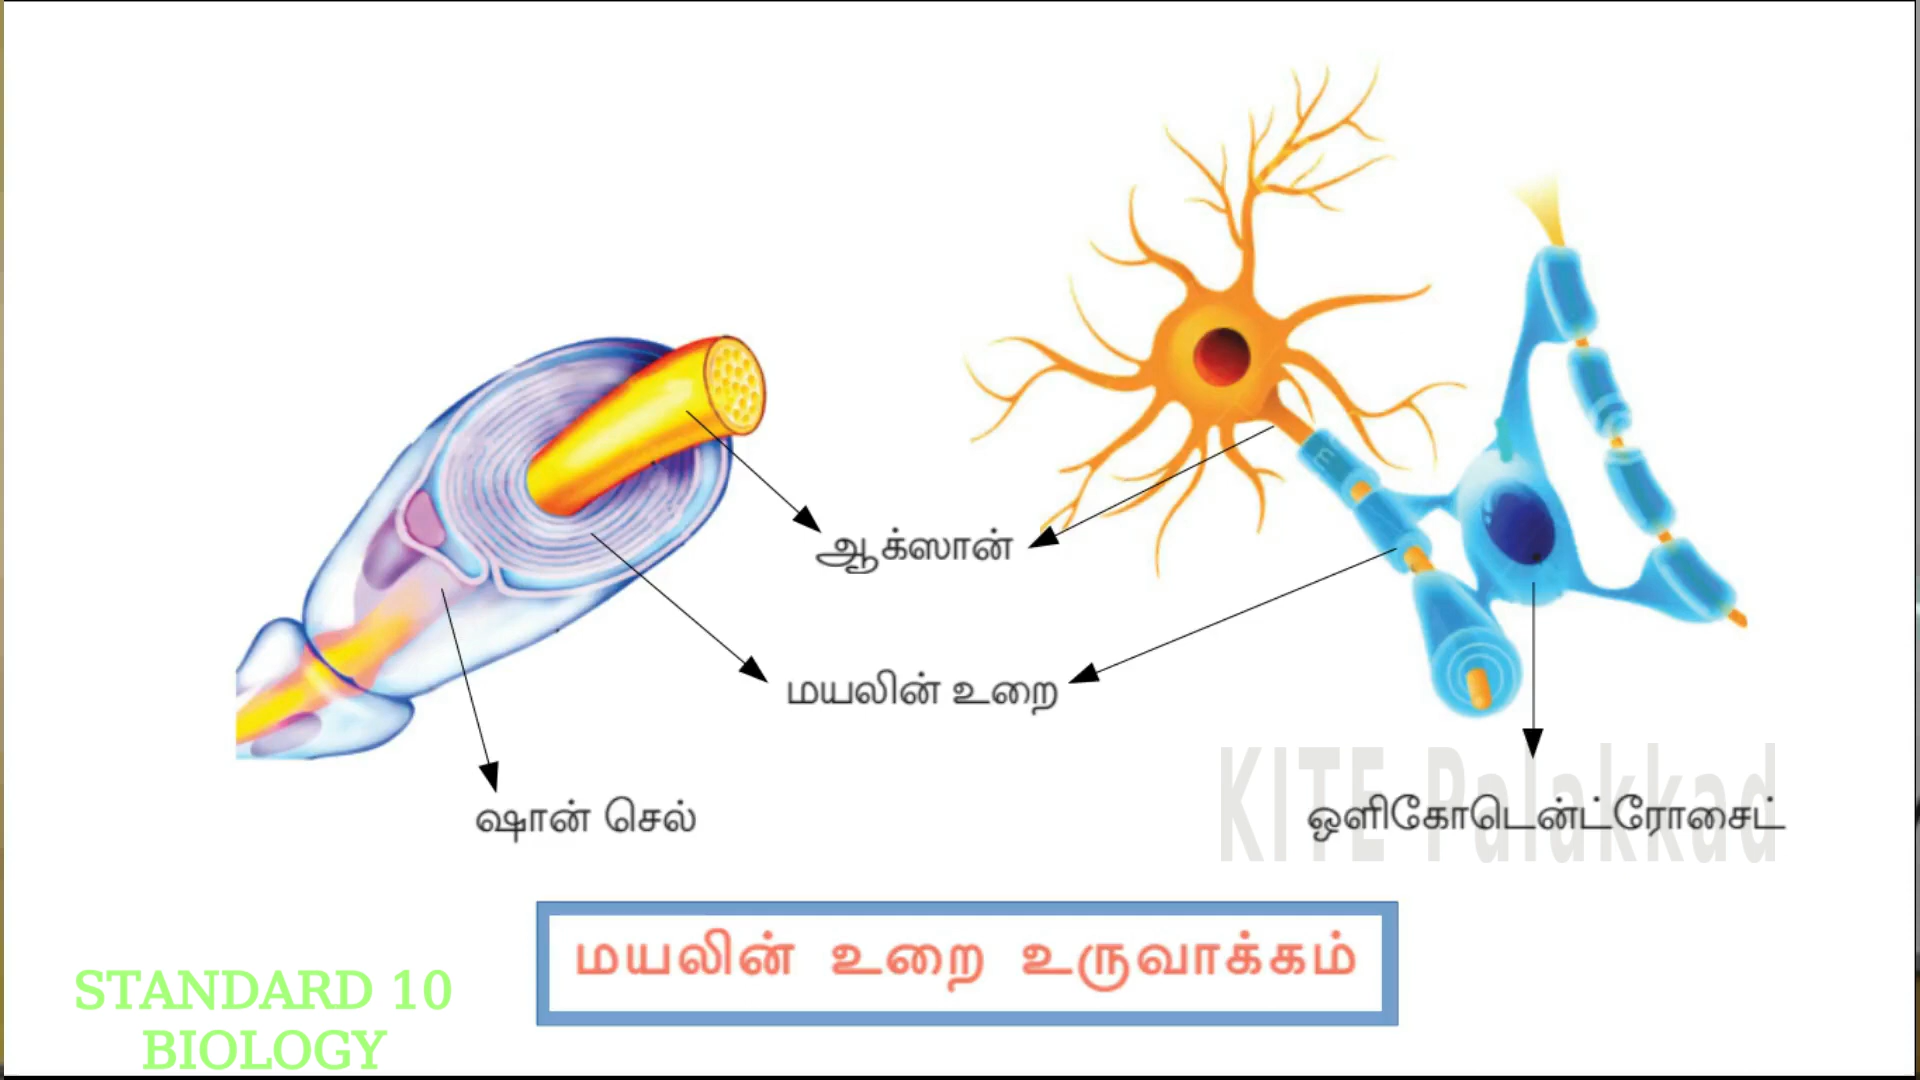 ஆக்ஸான்
மயலின் உறை
KITE Palakkad
ஷான் செல்
ஒளிகோடென்ட்ரோசைட்
மயலின் உறை உருவாக்கம்
STANDARD 10
BIOLOGY